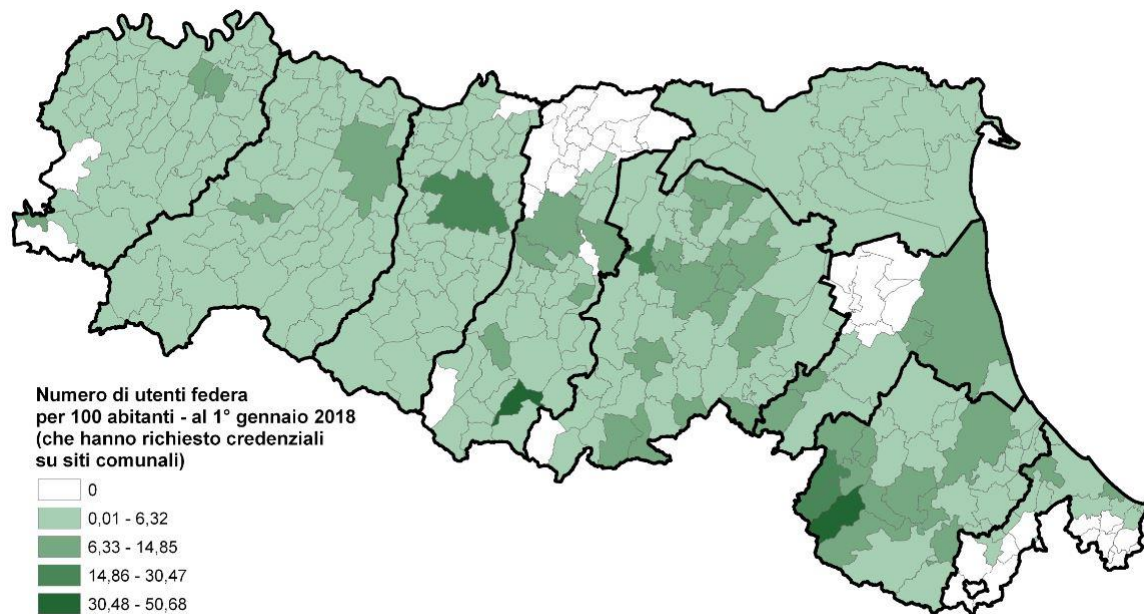 Numero di utenti federa
per 100 abitanti - al 1° gennaio 2018
(che hanno richiesto credenziali
su siti comunali)
0
0,01 - 6,32
6,33 - 14,85
14,86 - 30,47
30,48 - 50,68